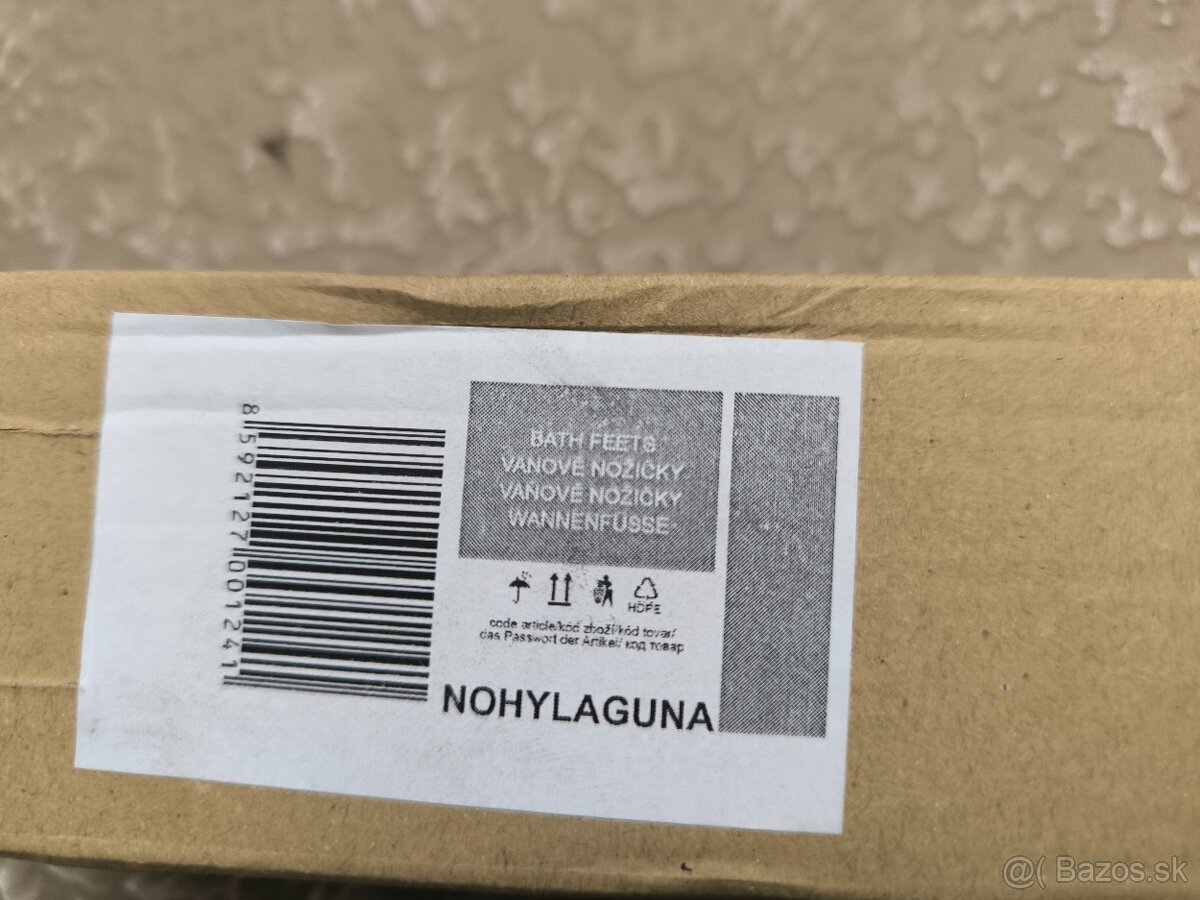 8592127001241
BATH FEETS
VANOVÉ NOŽIČKY
VAŇOVÉ NOŽIČKY
WANNENFÜSSE
HDPE
code article/kód zboží/kód tovar/
das Passwort der Artikel/ код товар
NOHYLAGUNA
@( Bazos.sk